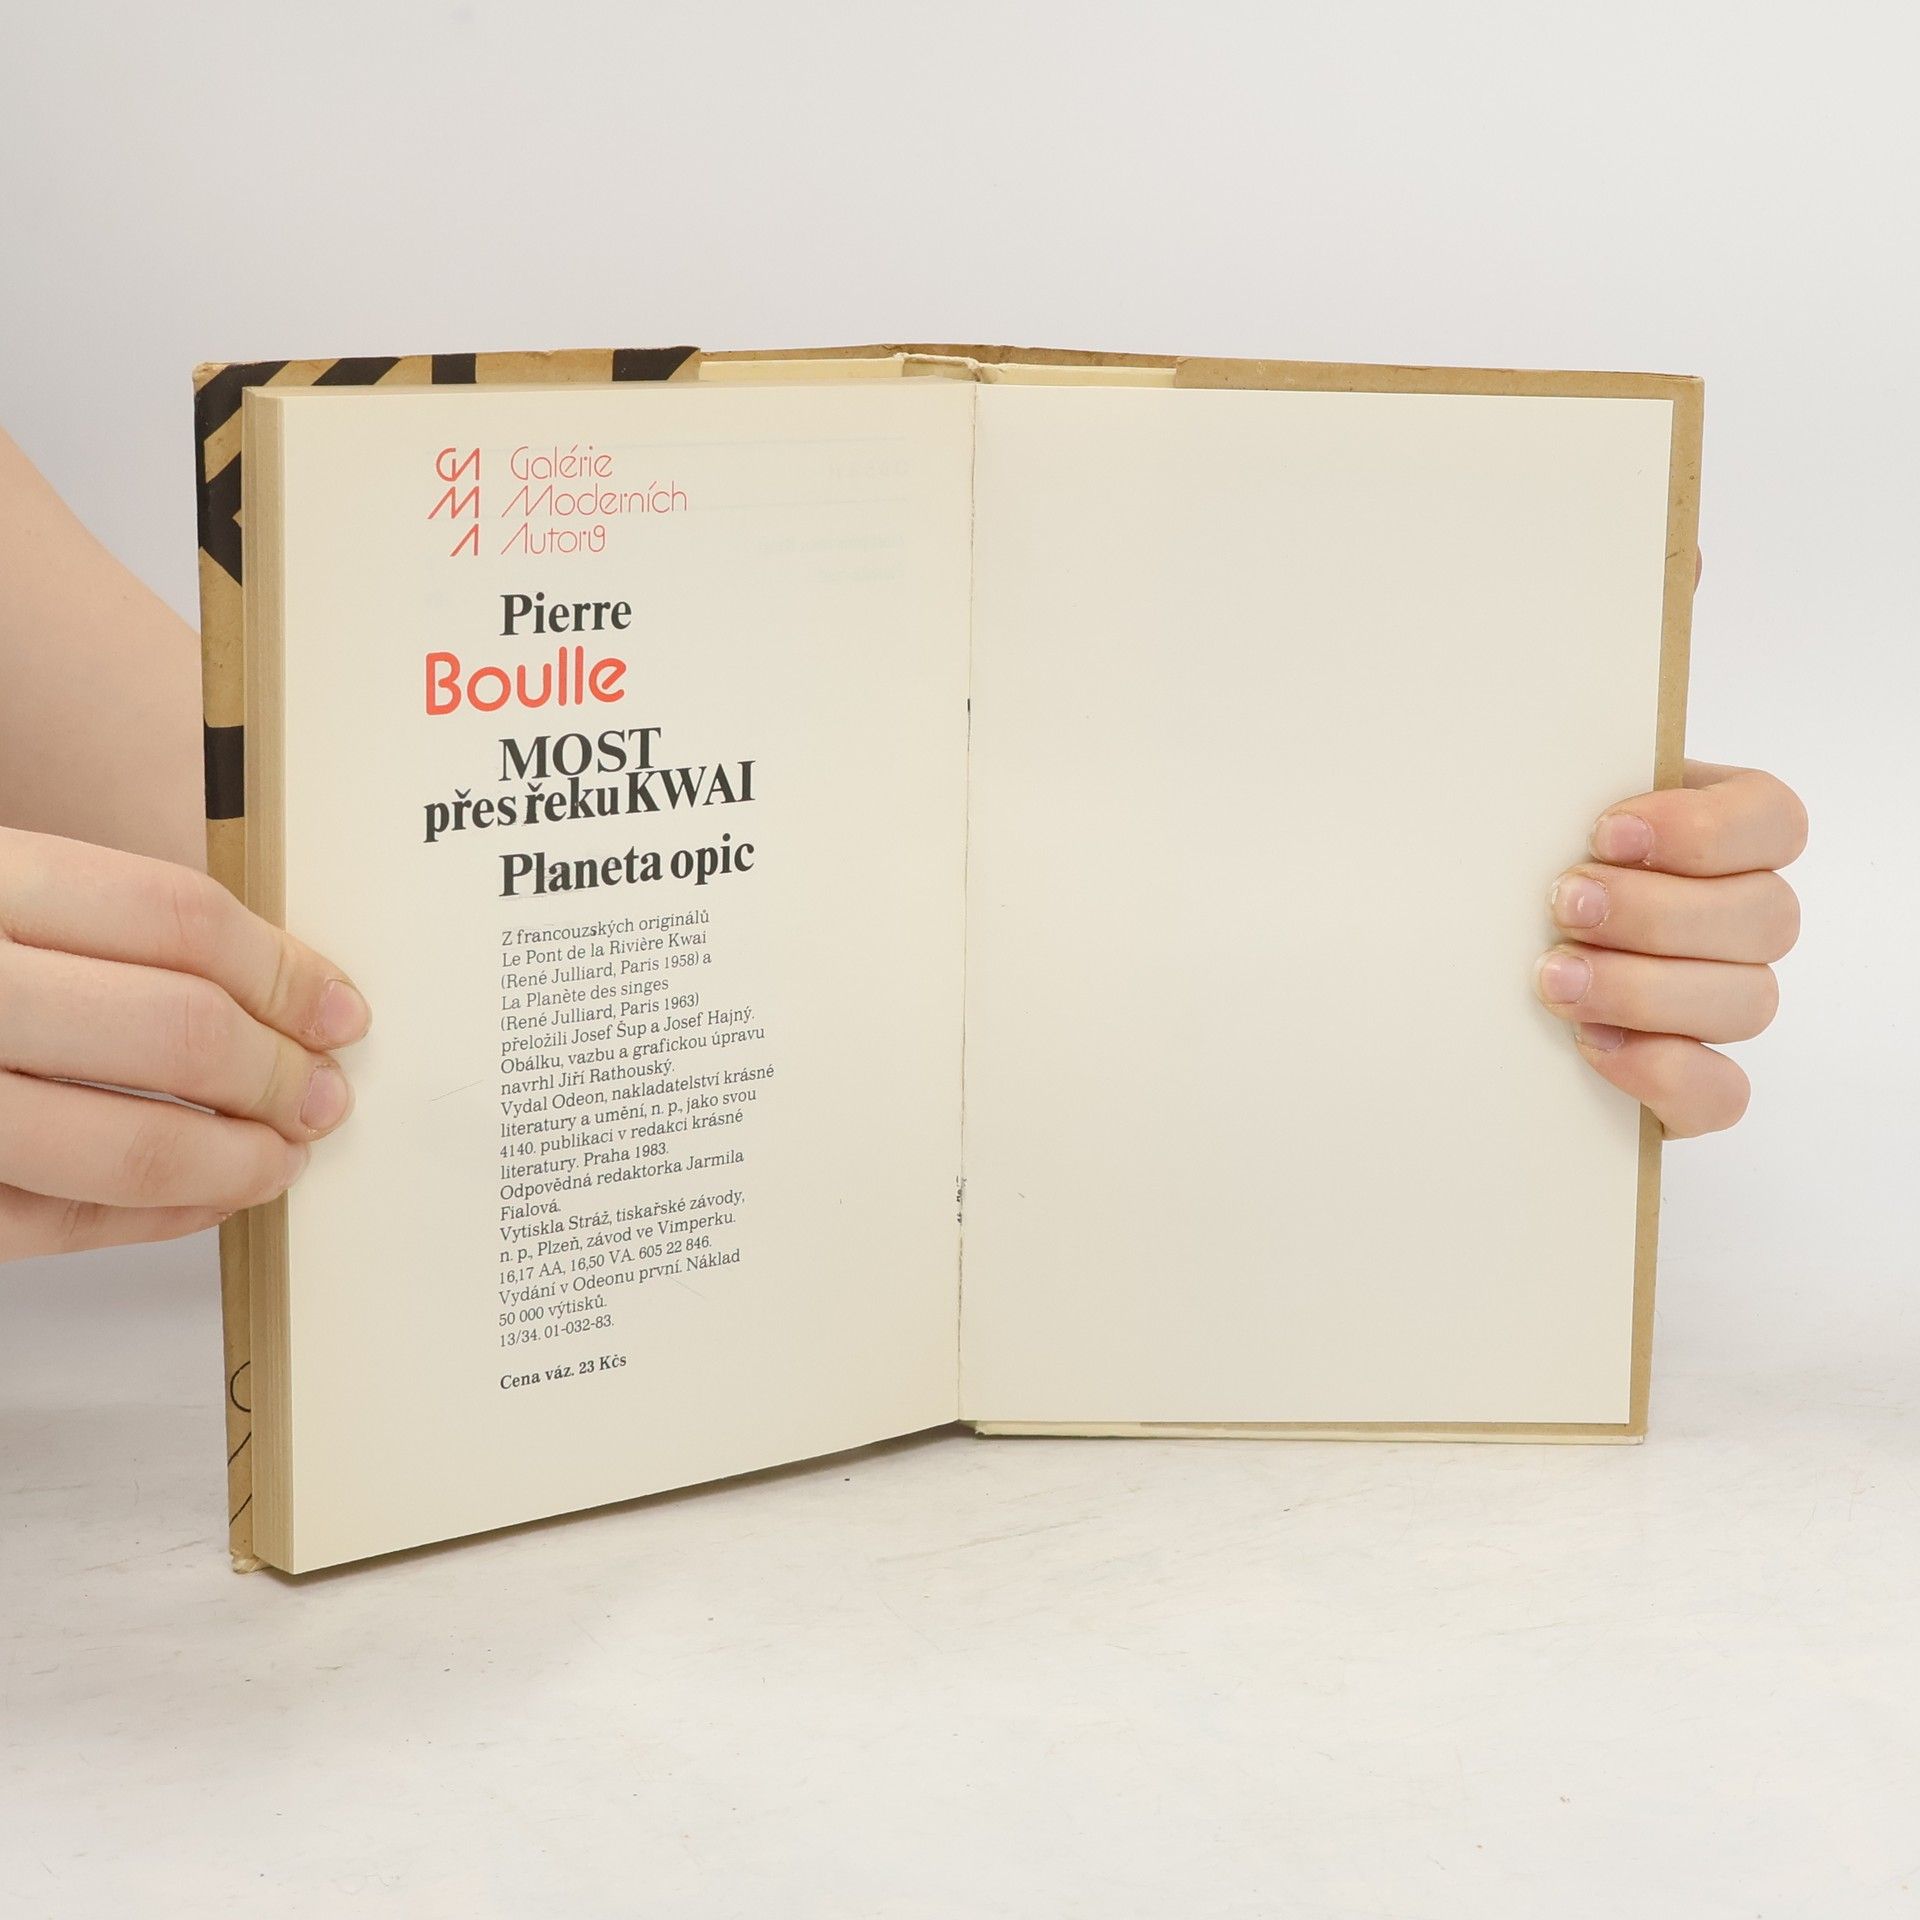 GA Galérie
M Moderních
A Autorů
Pierre
Boulle
MOST
přes řeku KWAI
Planeta opic
Z francouzských originálů
Le Pont de la Rivière Kwai
(René Julliard, Paris 1958) a
La Planète des singes
(René Julliard, Paris 1963)
přeložili Josef Šup a Josef Hajný.
Obálku, vazbu a grafickou úpravu
navrhl Jiří Rathouský.
Vydal Odeon, nakladatelství krásné
literatury a umění, n. p., jako svou
4140. publikaci v redakci krásné
literatury. Praha 1983.
Odpovědná redaktorka Jarmila
Fialová.
Vytiskla Stráž, tiskařské závody,
n. p., Plzeň, závod ve Vimperku.
16,17 AA, 16,50 VA. 605 22 846.
Vydání v Odeonu první. Náklad
50 000 výtisků.
13/34. 01-032-83.
Cena váz. 23 Kčs